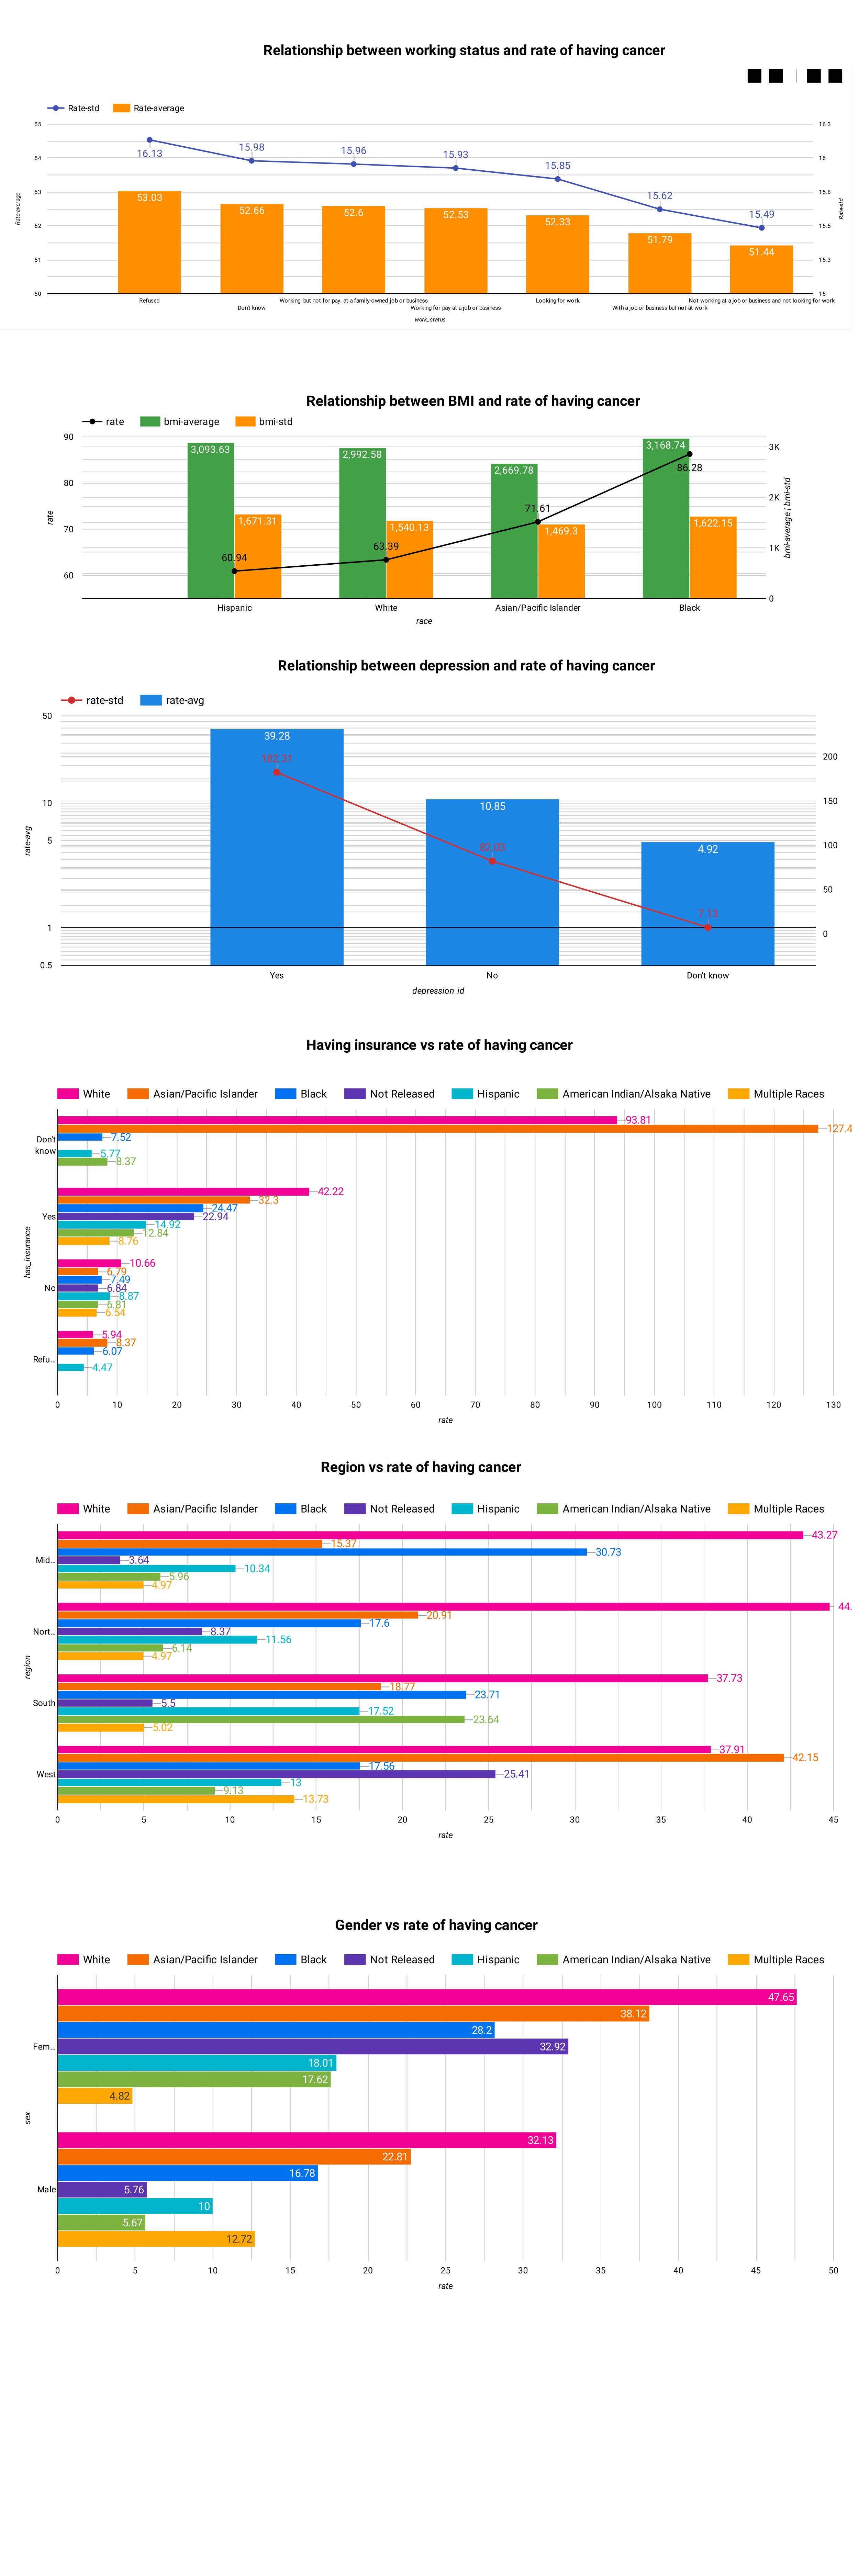 Relationship between working status and rate of having cancer
Rate-std Rate-average
55 16.3
54 16
53 15.8
52 15.5
51 15.3
50 15
Rate-average
Rate-std
16.13 15.98 15.96 15.93 15.85 15.62 15.49
53.03 52.66 52.6 52.53 52.33 51.79 51.44
Refused Working, but not for pay, at a family-owned job or business Looking for work Not working at a job or business and not looking for work
Don't know Working for pay at a job or business With a job or business but not at work
work_status
Relationship between BMI and rate of having cancer
rate bmi-average bmi-std
90
80
70
60
rate
3K
2K
1K
0
bmi-average | bmi-std
3,093.63 2,992.58 2,669.78 3,168.74
1,671.31 1,540.13 1,469.3 1,622.15
60.94 63.39 71.61 86.28
Hispanic White Asian/Pacific Islander Black
race
Relationship between depression and rate of having cancer
rate-std rate-avg
50
10
5
1
0.5
rate-avg
200
150
100
50
0
39.28 10.85 4.92
182.31 82.03 7.13
Yes No Don't know
depression_id
Having insurance vs rate of having cancer
White Asian/Pacific Islander Black Not Released Hispanic American Indian/Alsaka Native Multiple Races
has_insurance
Don't
know
93.81
127.4
7.52
5.77
8.37
Yes
42.22
32.3
24.47
22.94
14.92
12.84
8.76
No
10.66
6.79
7.49
6.84
8.87
6.81
6.54
Refu...
5.94
8.37
6.07
4.47
0 10 20 30 40 50 60 70 80 90 100 110 120 130
rate
Region vs rate of having cancer
White Asian/Pacific Islander Black Not Released Hispanic American Indian/Alsaka Native Multiple Races
region
Mid...
43.27
15.37
30.73
3.64
10.34
5.96
4.97
Nort...
44.
20.91
17.6
8.37
11.56
6.14
4.97
South
37.73
18.77
23.71
5.5
17.52
23.64
5.02
West
37.91
42.15
17.56
25.41
13
9.13
13.73
0 5 10 15 20 25 30 35 40 45
rate
Gender vs rate of having cancer
White Asian/Pacific Islander Black Not Released Hispanic American Indian/Alsaka Native Multiple Races
sex
Fem...
47.65
38.12
28.2
32.92
18.01
17.62
4.82
Male
32.13
22.81
16.78
5.76
10
5.67
12.72
0 5 10 15 20 25 30 35 40 45 50
rate